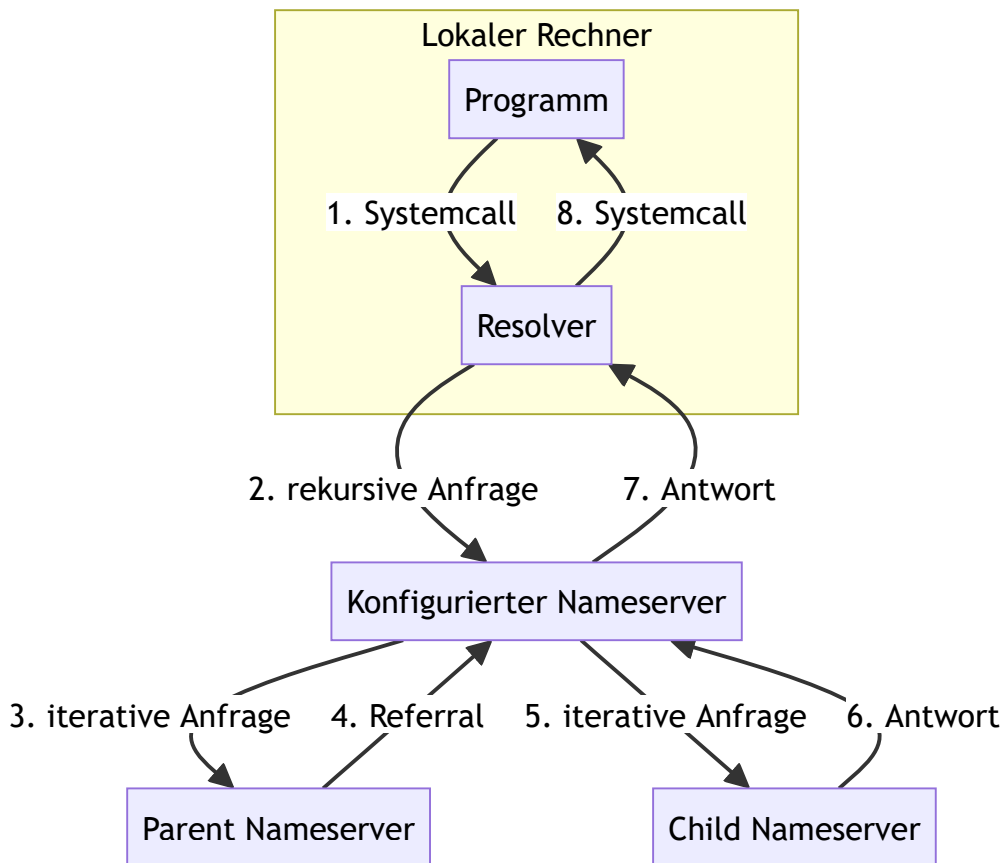 Lokaler Rechner
Programm
1. Systemcall
8. Systemcall
Resolver
2. rekursive Anfrage
7. Antwort
Konfigurierter Nameserver
3. iterative Anfrage
4. Referral
5. iterative Anfrage
6. Antwort
Parent Nameserver
Child Nameserver